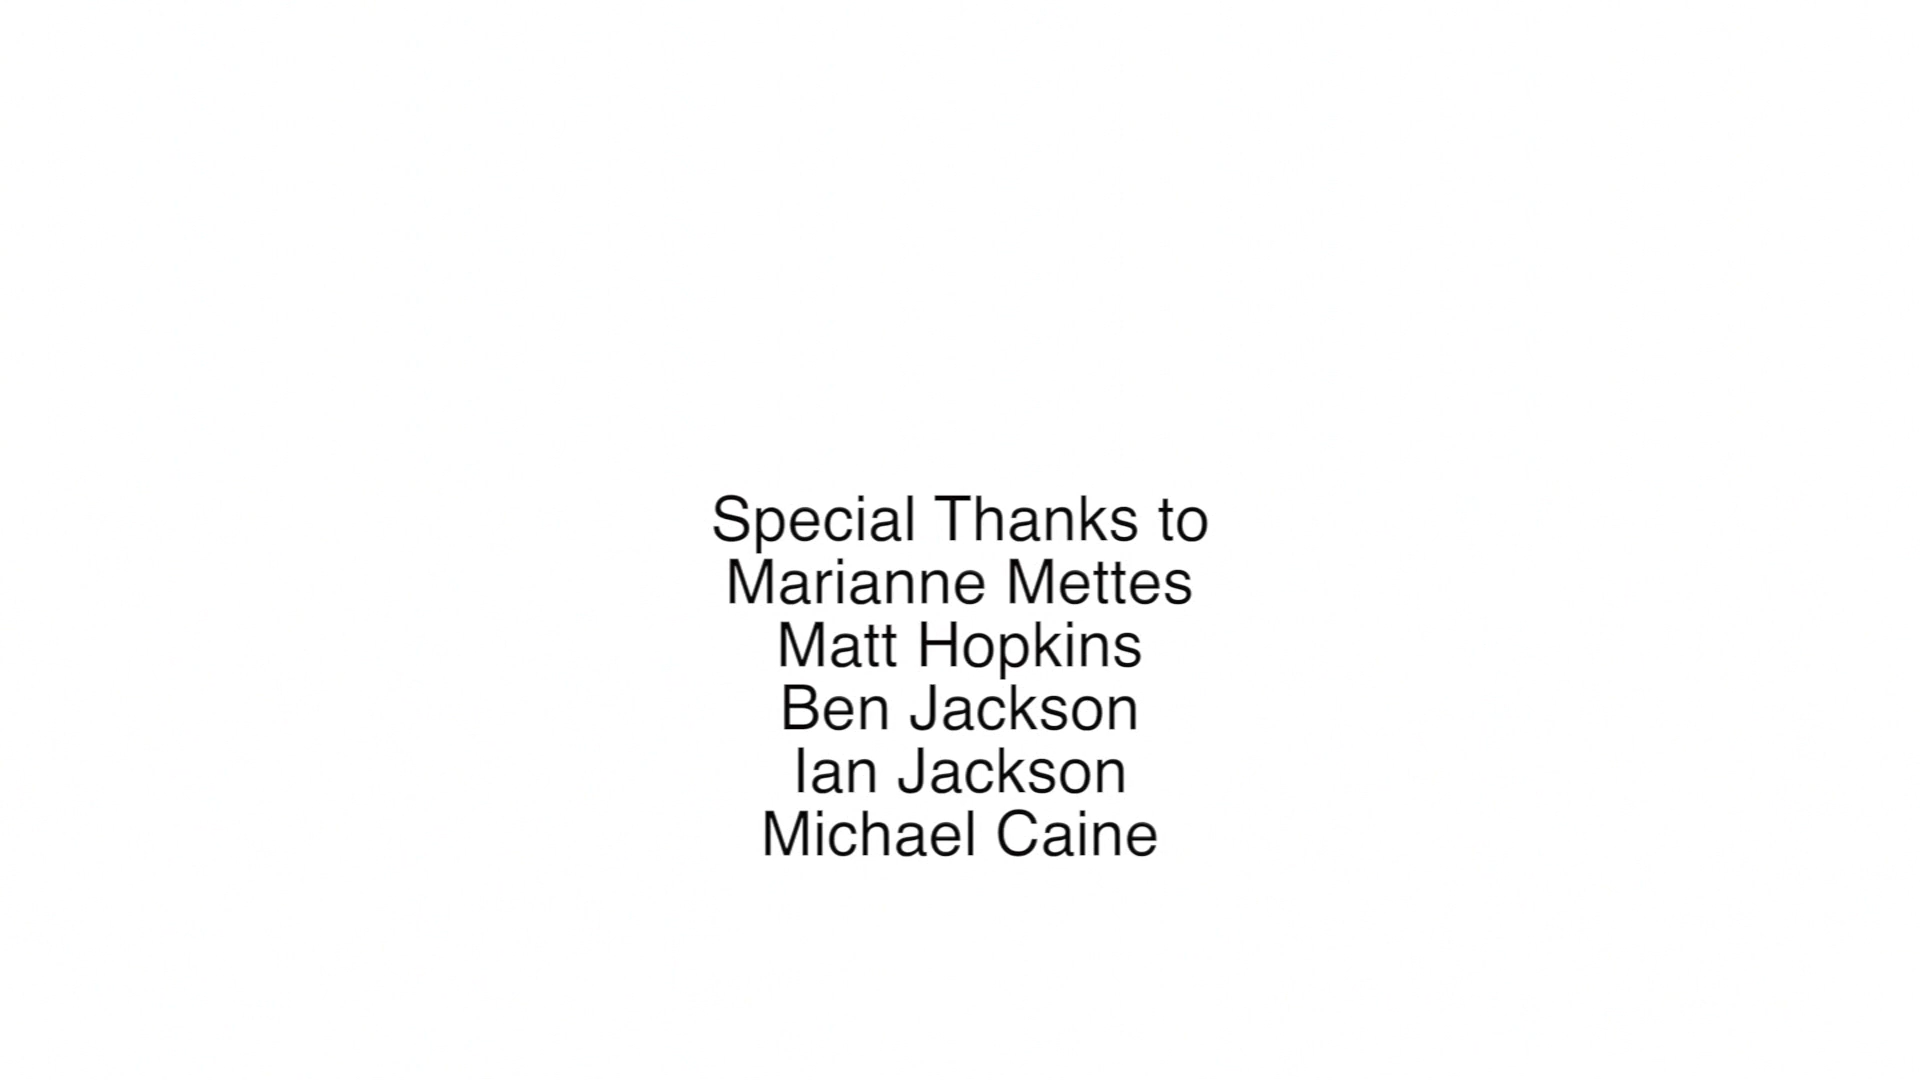 Special Thanks to
Marianne Mettes
Matt Hopkins
Ben Jackson
Ian Jackson
Michael Caine